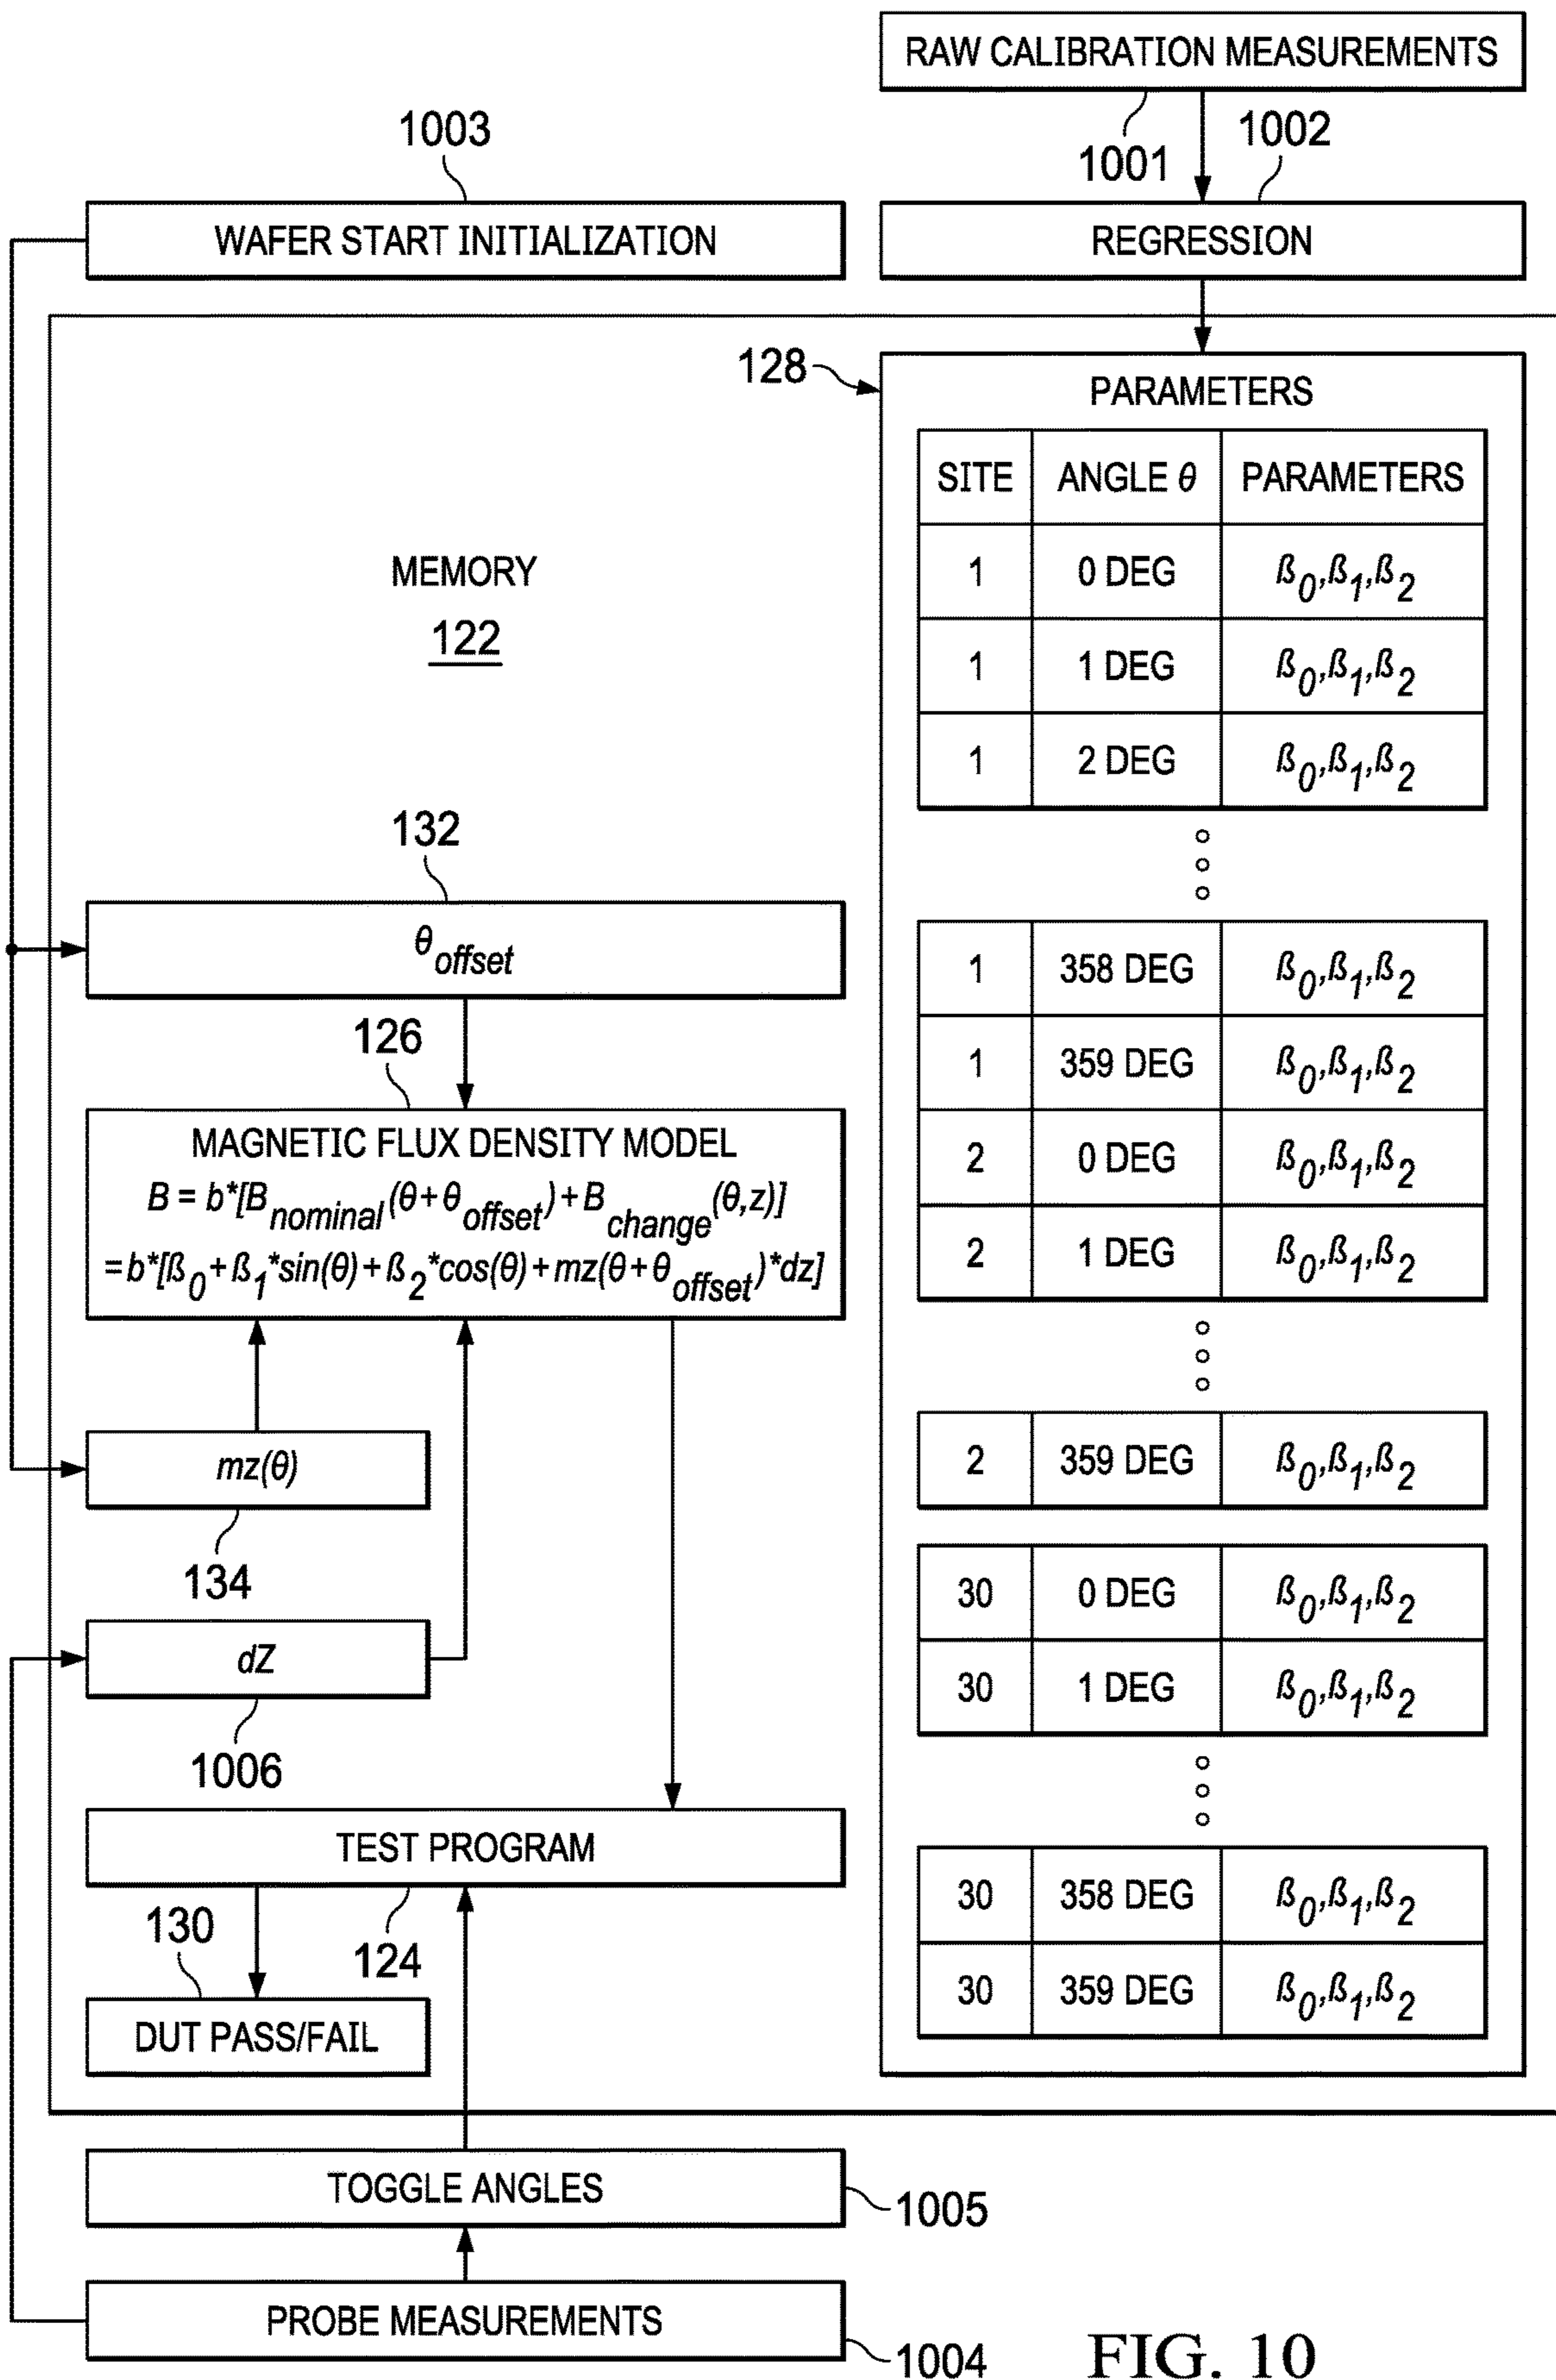 RAW CALIBRATION MEASUREMENTS
1003
1001
1002
WAFER START INITIALIZATION
REGRESSION
128
PARAMETERS
SITE ANGLE θ PARAMETERS
1 0 DEG ß0,ß1,ß2
1 1 DEG ß0,ß1,ß2
1 2 DEG ß0,ß1,ß2
1 358 DEG ß0,ß1,ß2
1 359 DEG ß0,ß1,ß2
2 0 DEG ß0,ß1,ß2
2 1 DEG ß0,ß1,ß2
2 359 DEG ß0,ß1,ß2
30 0 DEG ß0,ß1,ß2
30 1 DEG ß0,ß1,ß2
30 358 DEG ß0,ß1,ß2
30 359 DEG ß0,ß1,ß2
MEMORY
122
132
θoffset
126
MAGNETIC FLUX DENSITY MODEL
B = b*[Bnominal(θ+θoffset)+Bchange(θ,z)]
=b*[ß0+ß1*sin(θ)+ß2*cos(θ)+mz(θ+θoffset)*dz]
mz(θ)
134
dZ
1006
TEST PROGRAM
130
124
DUT PASS/FAIL
TOGGLE ANGLES
1005
PROBE MEASUREMENTS
1004
FIG. 10